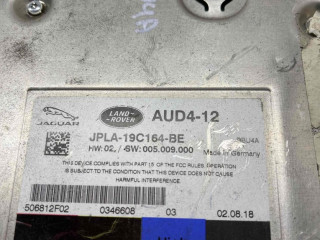 JAGUAR
LAND
ROVER
AUD4-12
JPLA-19C164-BE
HW: 02, / SW: 005.009.000
Made in Germany
THIS DEVICE COMPLIES WITH PART 15 OF THE FCC RULES. OPERATION
IS SUBJECT TO THE CONDITION THAT THIS DEVICE DOES NOT CAUSE
HARMFUL INTERFERENCE
506812F02 0346608 03 02.08.18